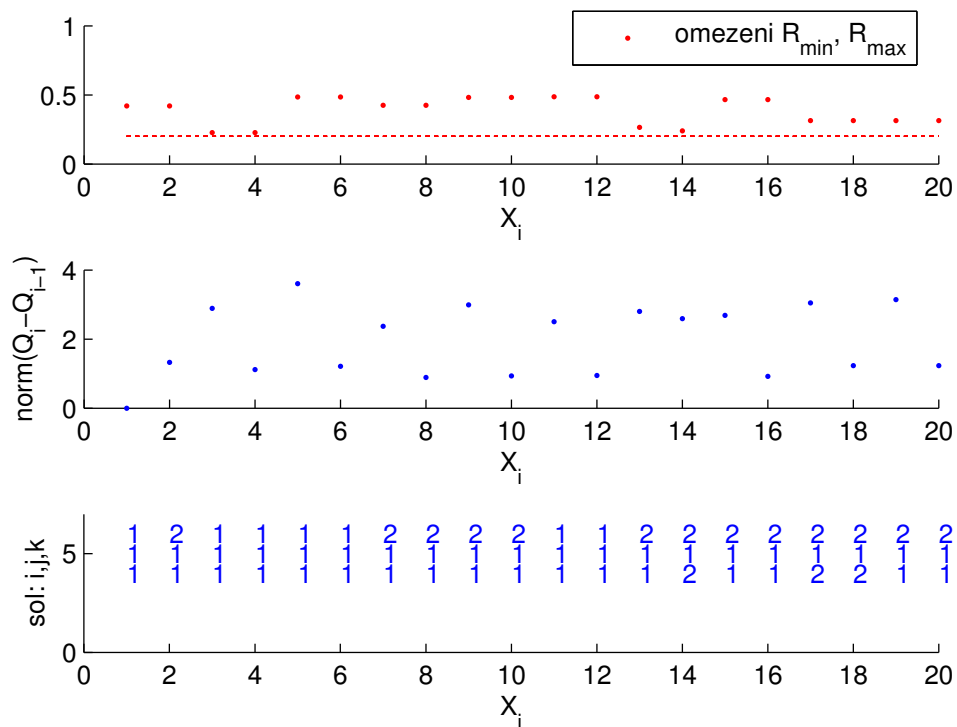 1
0.5
0
omezeni R_min, R_max
0 2 4 6 8 10 12 14 16 18 20
X_i
norm(Q_i−Q_i−1)
4
2
0
0 2 4 6 8 10 12 14 16 18 20
X_i
sol: i,j,k
1 2 1 1 1 1 2 2 2 2 1 1 2 2 2 2 2 2 2 2
5
1 1 1 1 1 1 1 1 1 1 1 1 1 1 1 1 1 1 1 1
1 1 1 1 1 1 1 1 1 1 1 1 1 2 1 1 2 2 1 1
0
0 2 4 6 8 10 12 14 16 18 20
X_i